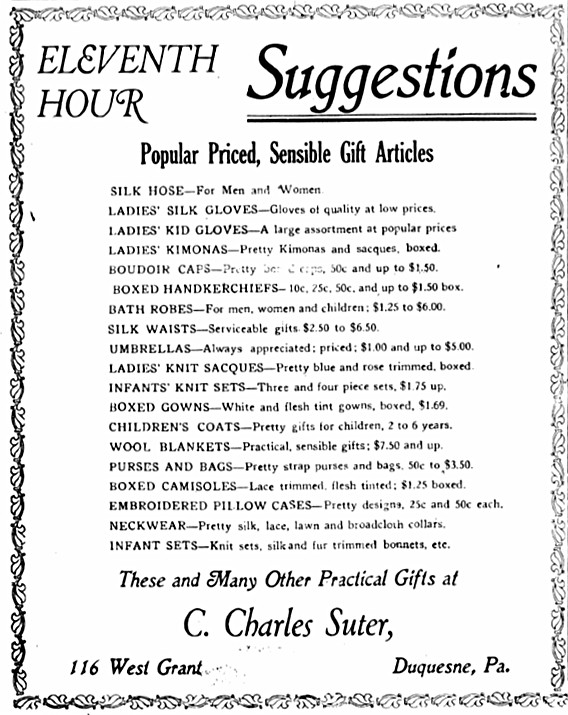 ELEVENTH
HOUR
Suggestions
Popular Priced, Sensible Gift Articles
SILK HOSE—For Men and Women.
LADIES' SILK GLOVES—Gloves of quality at low prices.
LADIES' KID GLOVES—A large assortment at popular prices
LADIES' KIMONAS—Pretty Kimonas and sacques, boxed.
BOUDOIR CAPS—Pretty caps, 50c and up to $1.50.
BOXED HANDKERCHIEFS—10c, 25c, 50c, and up to $1.50 box.
BATH ROBES—For men, women and children; $1.25 to $6.00.
SILK WAISTS—Serviceable gifts $2.50 to $6.50.
UMBRELLAS—Always appreciated; priced; $1.00 and up to $5.00.
LADIES' KNIT SACQUES—Pretty blue and rose trimmed, boxed.
INFANTS' KNIT SETS—Three and four piece sets, $1.75 up.
BOXED GOWNS—White and flesh tint gowns, boxed, $1.69.
CHILDREN'S COATS—Pretty gifts for children, 2 to 6 years.
WOOL BLANKETS—Practical, sensible gifts; $7.50 and up.
PURSES AND BAGS—Pretty strap purses and bags, 50c to $3.50.
BOXED CAMISOLES—Lace trimmed, flesh tinted; $1.25 boxed.
EMBROIDERED PILLOW CASES—Pretty designs, 25c and 50c each.
NECKWEAR—Pretty silk, lace, lawn and broadcloth collars.
INFANT SETS—Knit sets, silk and fur trimmed bonnets, etc.
These and Many Other Practical Gifts at
C. Charles Suter,
116 West Grant
Duquesne, Pa.